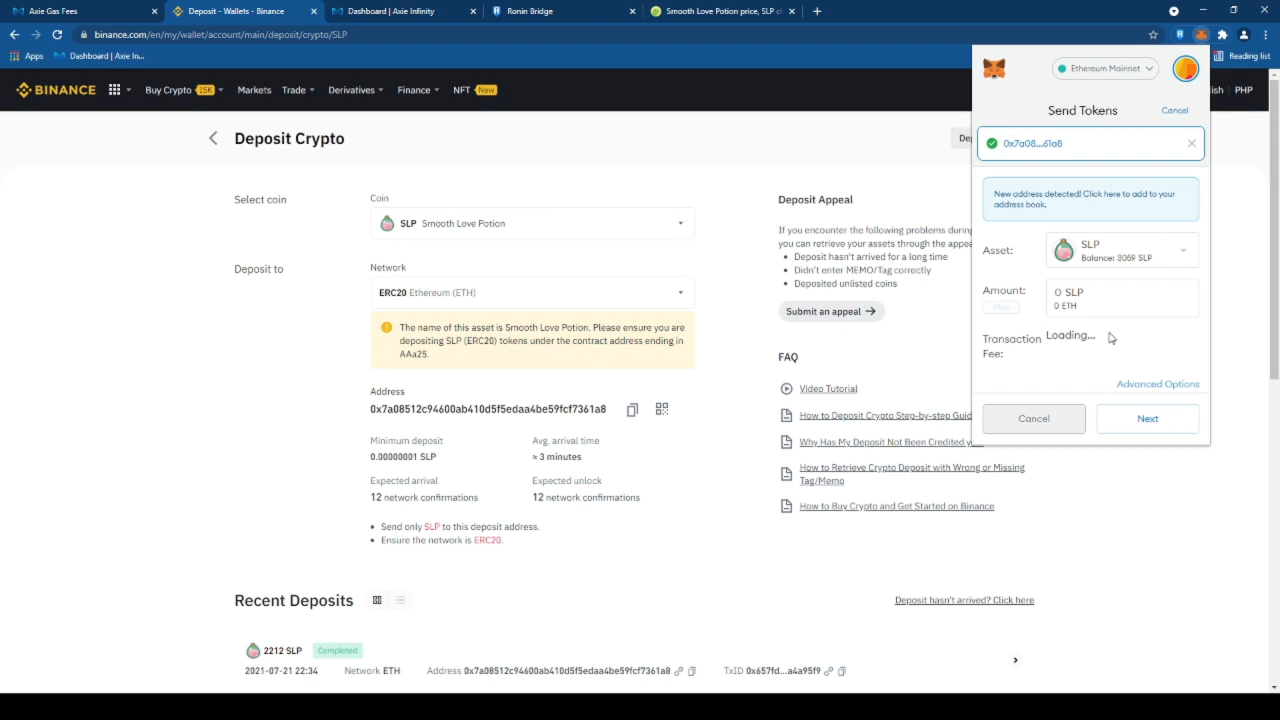 Axie Gas Fees
Deposit - Wallets - Binance
Dashboard | Axie Infinity
Ronin Bridge
Smooth Love Potion price, SLP c
binance.com/en/my/wallet/account/main/deposit/crypto/SLP
Apps
Dashboard | Axie In...
Reading list
BINANCE
Buy Crypto
Markets
Trade
Derivatives
Finance
NFT New
PHP
Deposit Crypto
Select coin
Coin
SLP Smooth Love Potion
Deposit to
Network
ERC20 Ethereum (ETH)
The name of this asset is Smooth Love Potion. Please ensure you are
depositing SLP (ERC20) tokens under the contract address ending in
AAa25.
Address
0x7a08512c94600ab410d5f5edaa4be59fcf7361a8
Minimum deposit
Avg. arrival time
0.00000001 SLP
≈ 3 minutes
Expected arrival
Expected unlock
12 network confirmations
12 network confirmations
• Send only SLP to this deposit address.
• Ensure the network is ERC20.
Deposit Appeal
If you encounter the following problems durin
you can retrieve your assets through the appea
• Deposit hasn't arrived for a long time
• Didn't enter MEMO/Tag correctly
• Deposited unlisted coins
Submit an appeal
FAQ
Video Tutorial
How to Deposit Crypto Step-by-step Guid
Why Has My Deposit Not Been Credited y
How to Retrieve Crypto Deposit with Wrong or Missing
Tag/Memo
How to Buy Crypto and Get Started on Binance
Ethereum Mainnet
Send Tokens
Cancel
0x7a08...61a8
New address detected! Click here to add to your
address book.
Asset:
SLP
Balance: 3069 SLP
Amount:
Max
0 SLP
0 ETH
Transaction
Fee:
Loading...
Advanced Options
Cancel
Next
Recent Deposits
Deposit hasn't arrived? Click here
2212 SLP Completed
2021-07-21 22:34
Network ETH
Address 0x7a08512c94600ab410d5f5edaa4be59fcf7361a8
TxID 0x657fd...a4a95f9